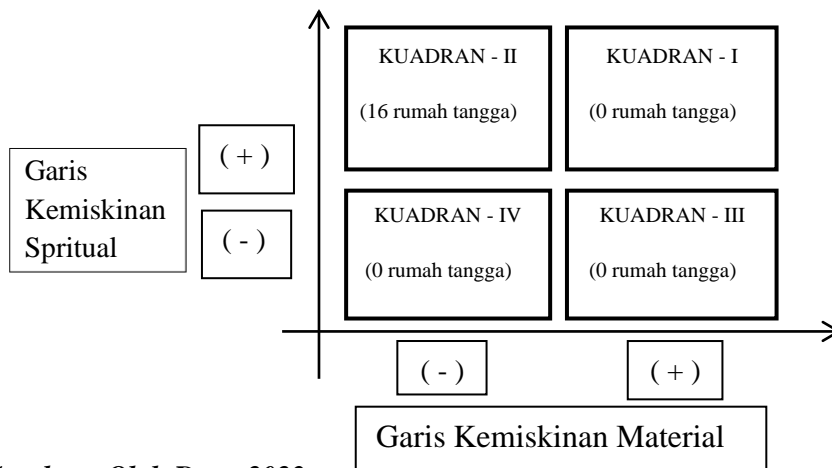 KUADRAN - II
KUADRAN - I
(16 rumah tangga)
(0 rumah tangga)
( + )
Garis
Kemiskinan
Spritual
( - )
KUADRAN - IV
KUADRAN - III
(0 rumah tangga)
(0 rumah tangga)
( - )
( + )
Garis Kemiskinan Material